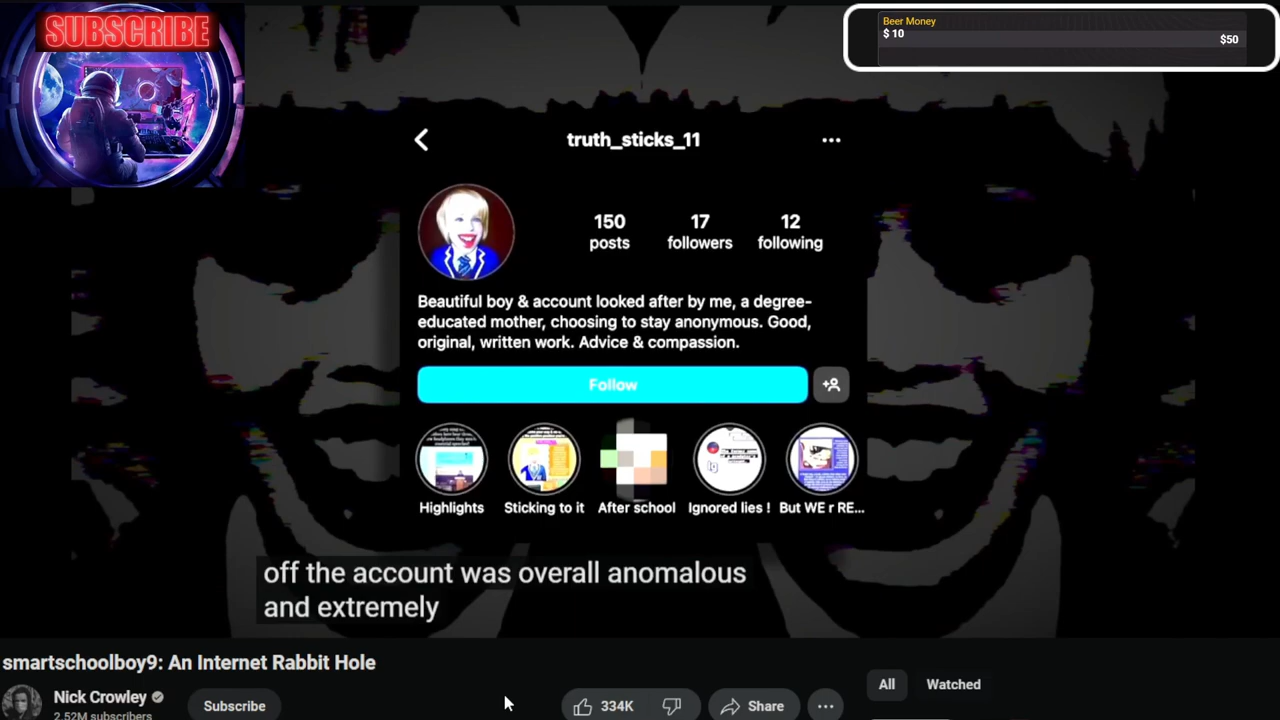 SUBSCRIBE
Beer Money
$ 10
$50
truth_sticks_11
150
17
12
posts
followers
following
Beautiful boy & account looked after by me, a degree-
educated mother, choosing to stay anonymous. Good,
original, written work. Advice & compassion.
Follow
Highlights
Sticking to it
After school
Ignored lies !
But WE r RE...
off the account was overall anomalous
and extremely
smartschoolboy9: An Internet Rabbit Hole
Nick Crowley
2.52M subscribers
Subscribe
334K
Share
All
Watched